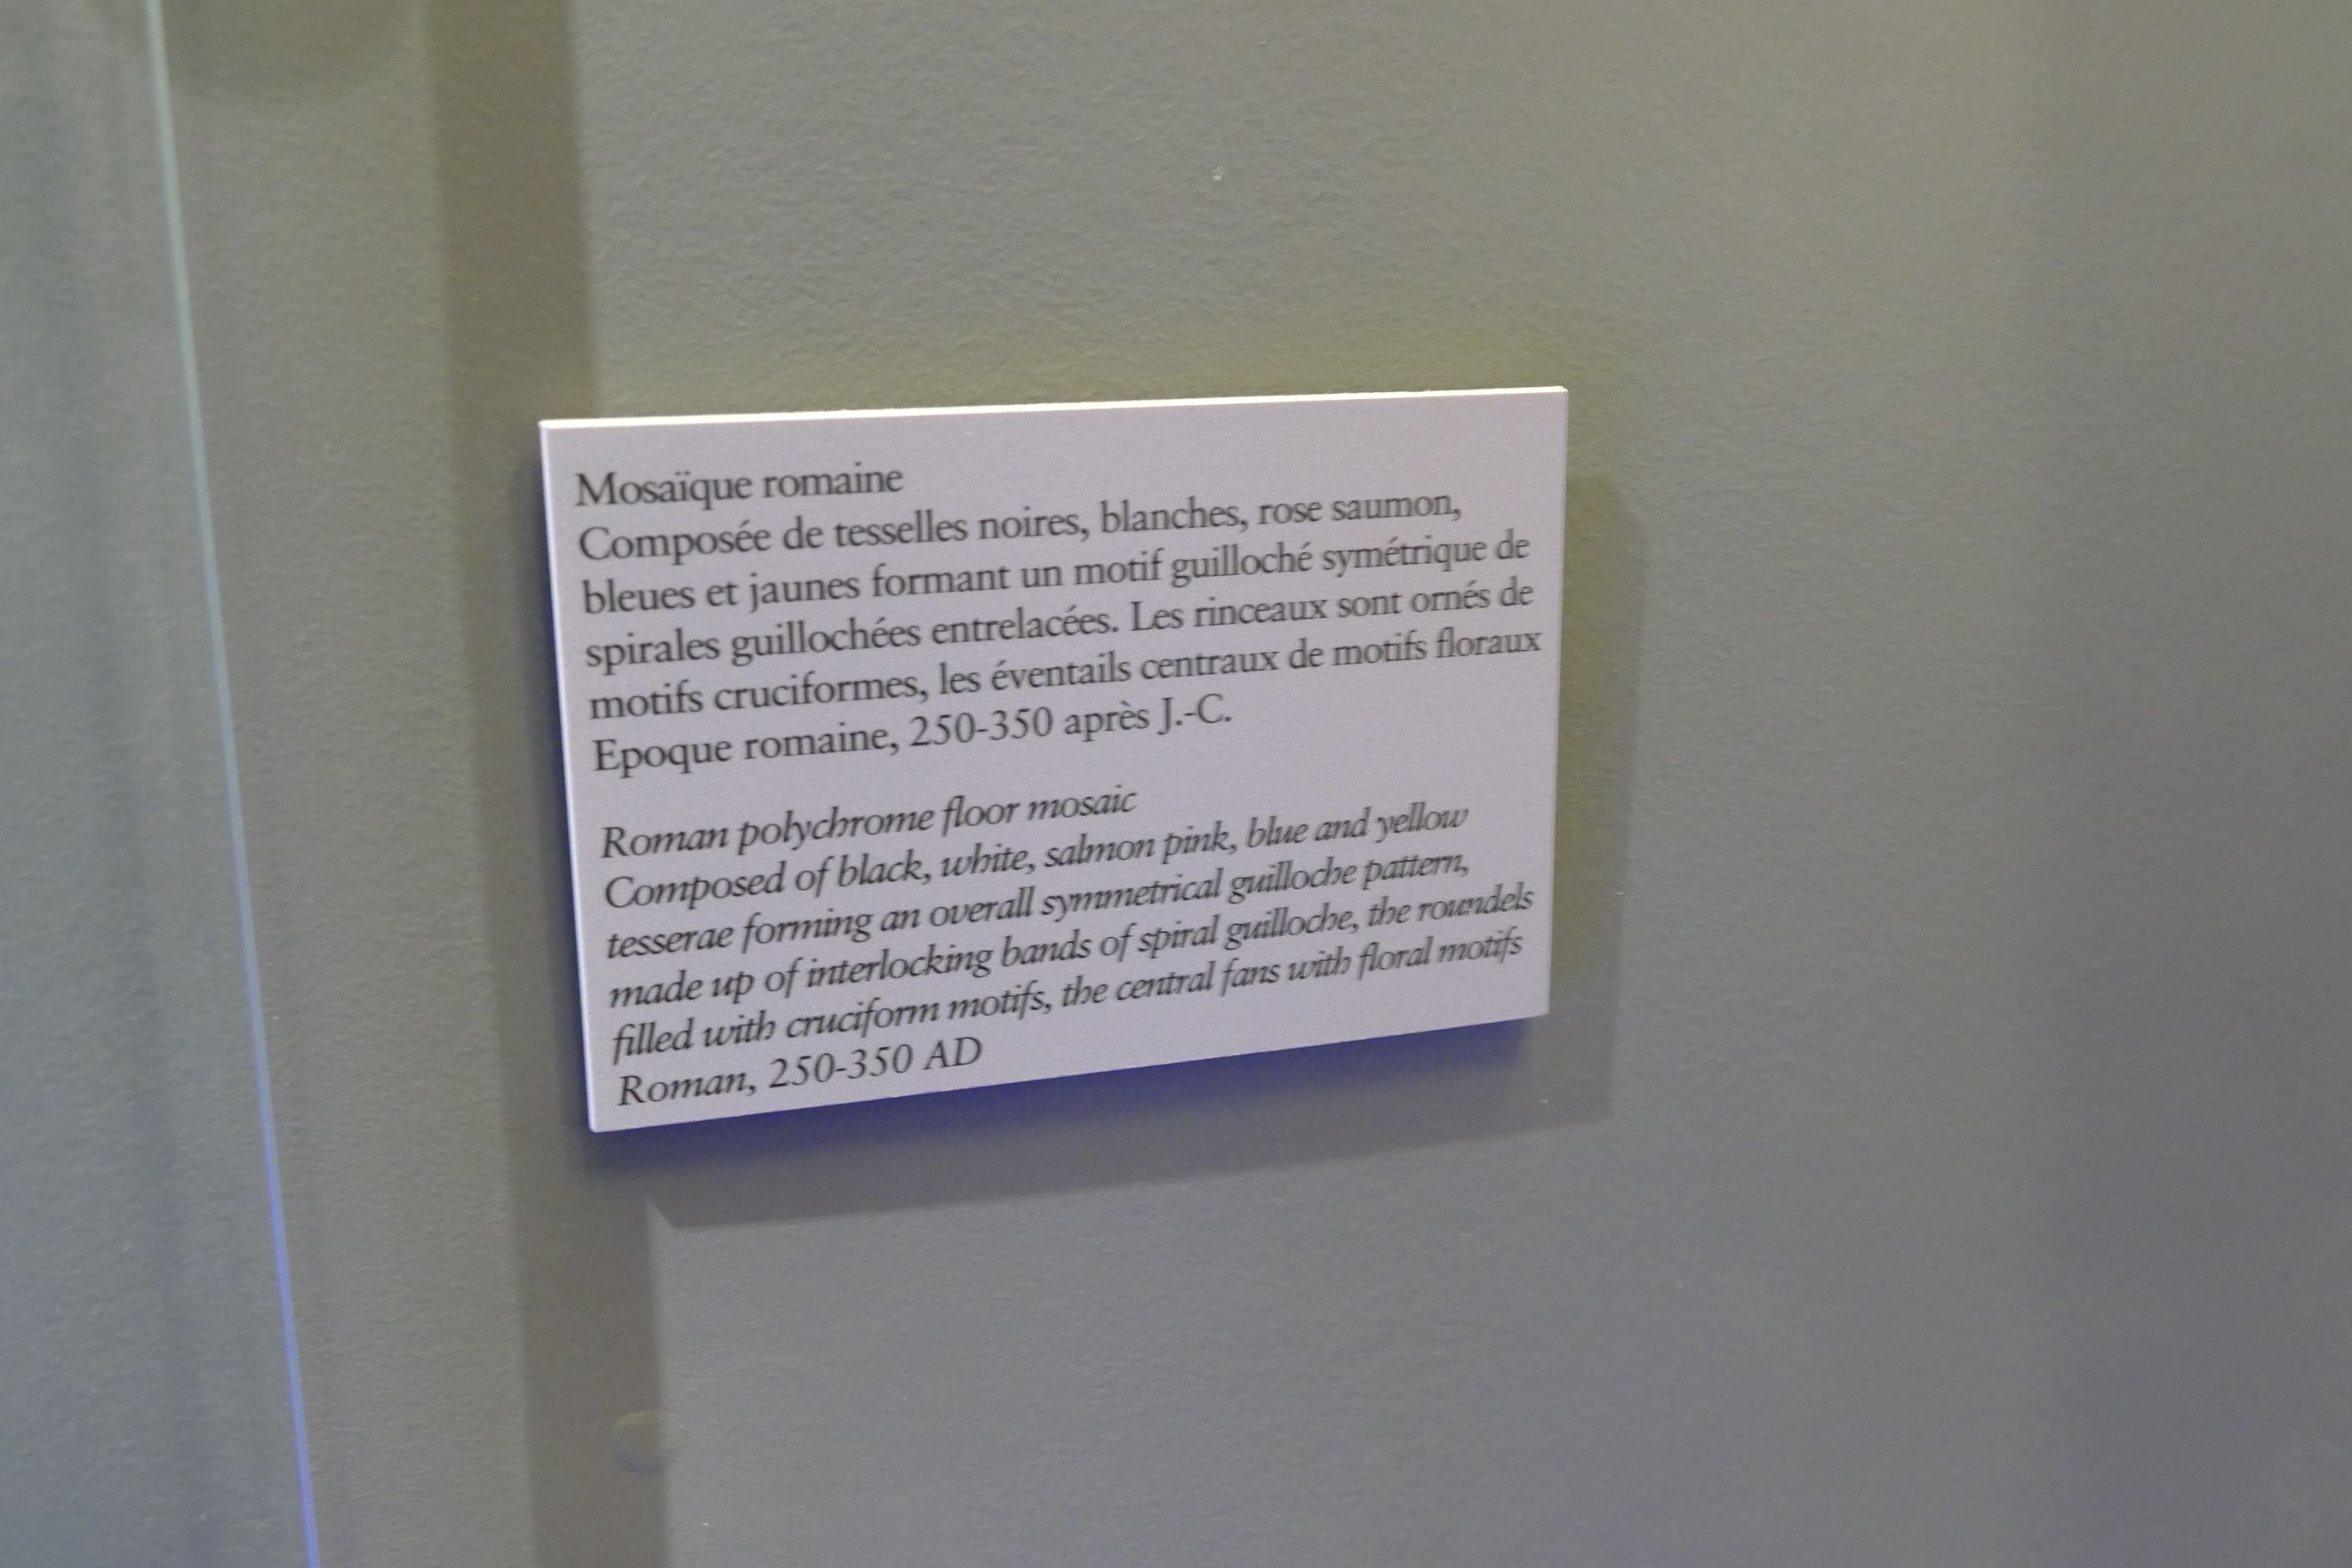 Mosaïque romaine
Composée de tesselles noires, blanches, rose saumon,
bleues et jaunes formant un motif guilloché symétrique de
spirales guillochées entrelacées. Les rinceaux sont ornés de
motifs cruciformes, les éventails centraux de motifs floraux
Epoque romaine, 250-350 après J.-C.
Roman polychrome floor mosaic
Composed of black, white, salmon pink, blue and yellow
tesserae forming an overall symmetrical guilloche pattern,
made up of interlocking bands of spiral guilloche, the roundels
filled with cruciform motifs, the central fans with floral motifs
Roman, 250-350 AD